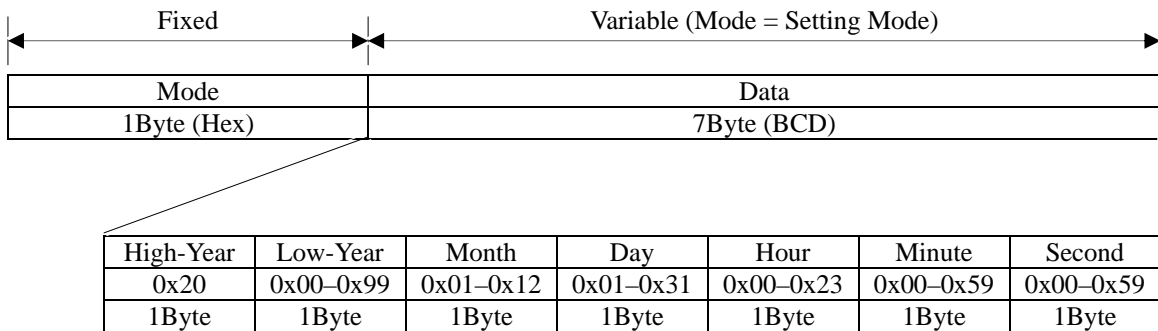 Fixed Variable (Mode = Setting Mode)
Mode Data
1Byte (Hex) 7Byte (BCD)
High-Year Low-Year Month Day Hour Minute Second
0x20 0x00–0x99 0x01–0x12 0x01–0x31 0x00–0x23 0x00–0x59 0x00–0x59
1Byte 1Byte 1Byte 1Byte 1Byte 1Byte 1Byte